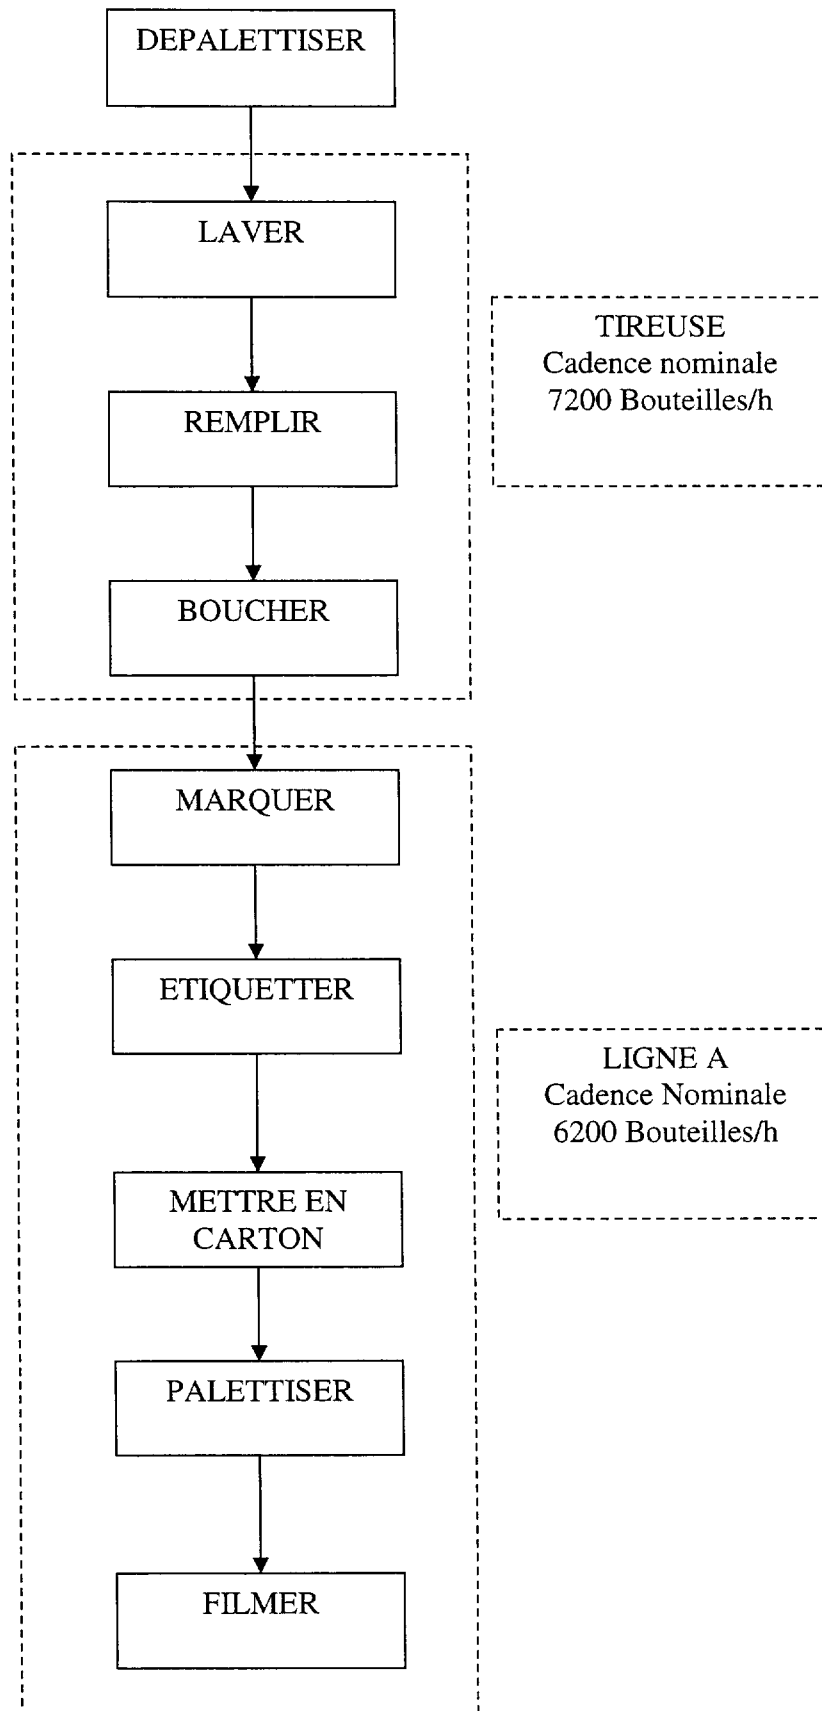 DEPALETTISER
LAVER
TIREUSE
Cadence nominale
7200 Bouteilles/h
REMPLIR
BOUCHER
MARQUER
ETIQUETTER
LIGNE A
Cadence Nominale
6200 Bouteilles/h
METTRE EN
CARTON
PALETTISER
FILMER